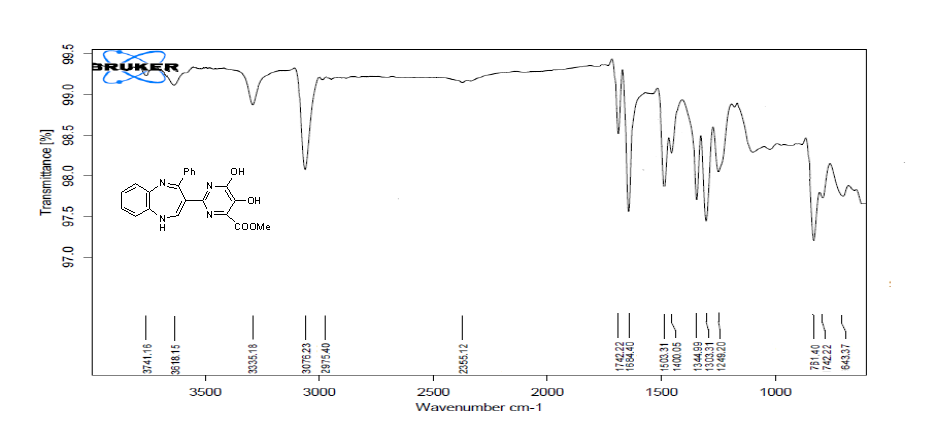 BRUKER
Transmittance [%]
99.5
99.0
98.5
98.0
97.5
97.0
Ph
N
N
OH
OH
N
N
H
COOMe
3741.16
3618.15
3335.18
3076.23
2975.40
2355.12
1742.22
1684.40
1503.31
1400.05
1344.99
1303.31
1249.20
761.40
742.22
643.37
3500
3000
2500
2000
1500
1000
Wavenumber cm-1